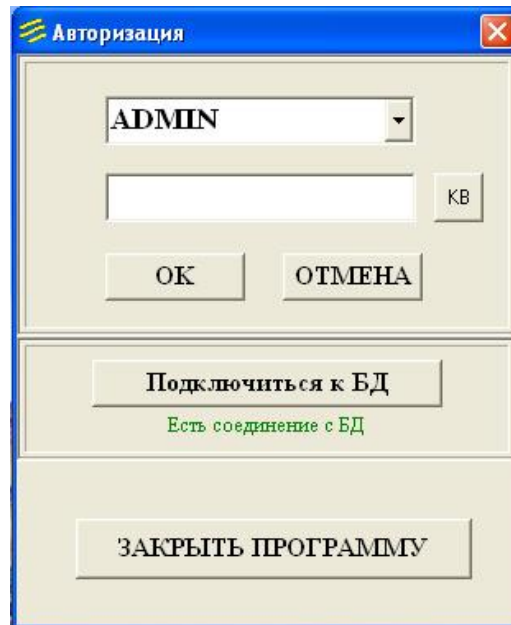 Авторизация
ADMIN
KB
OK
ОТМЕНА
Подключиться к БД
Есть соединение с БД
ЗАКРЫТЬ ПРОГРАММУ